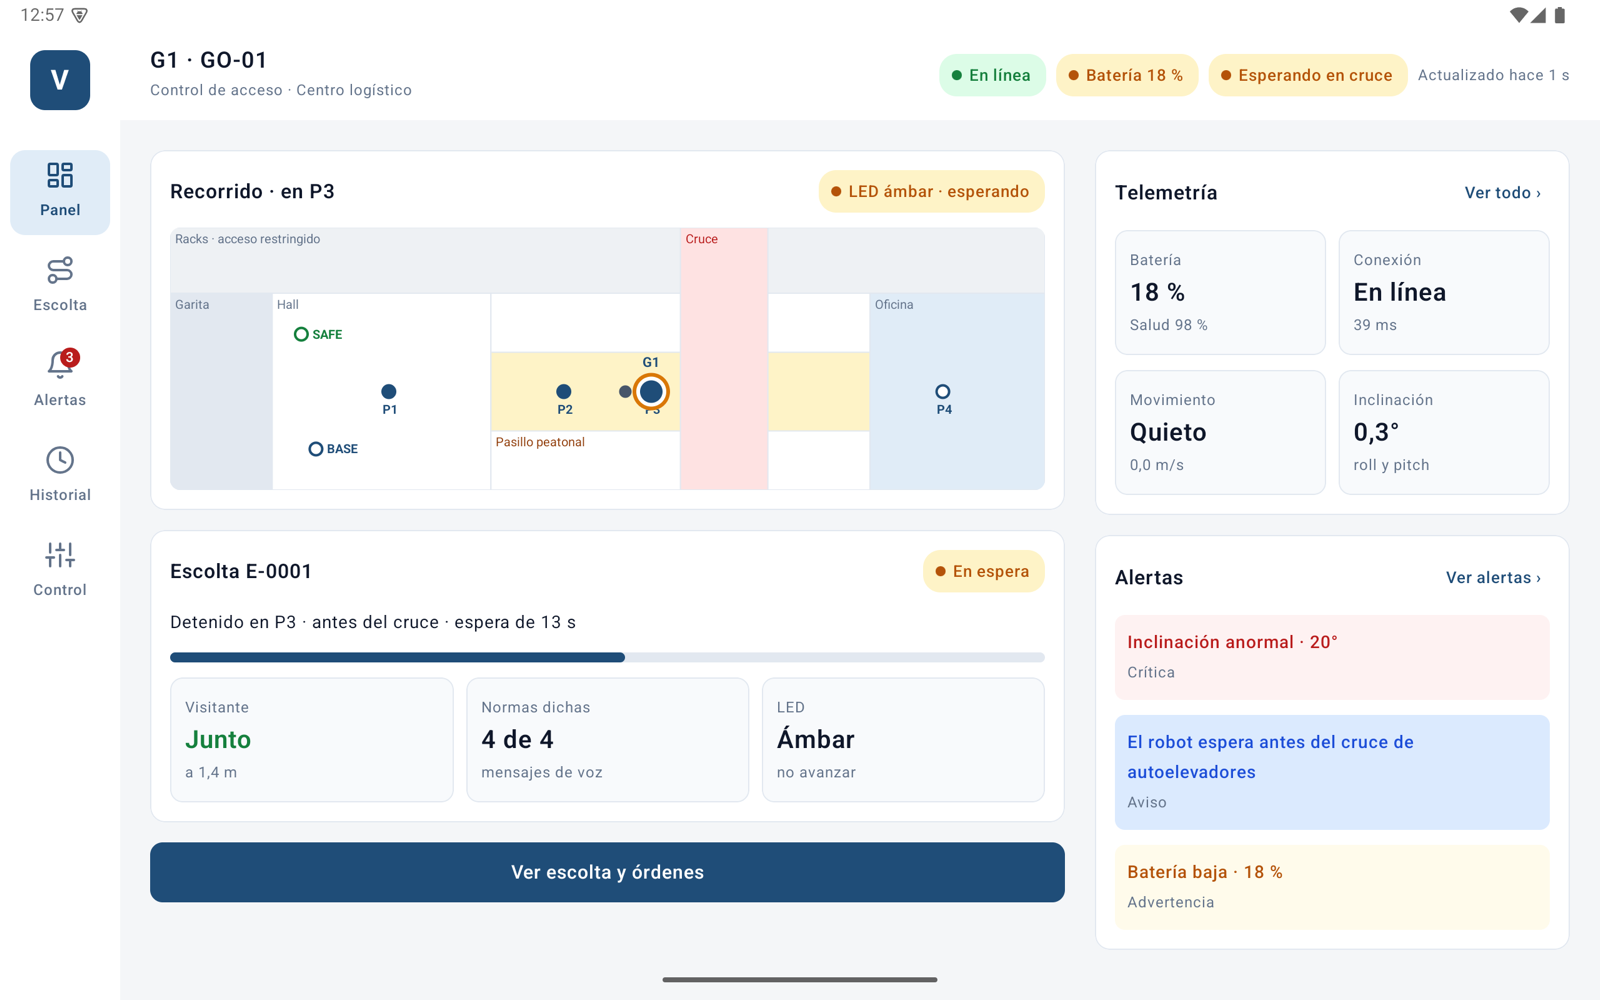 12:57
V
G1 · GO-01
Control de acceso · Centro logístico
En línea
Batería 18 %
Esperando en cruce
Actualizado hace 1 s
Panel
Escolta
3
Alertas
Historial
Control
Recorrido · en P3
LED ámbar · esperando
Racks · acceso restringido
Cruce
Garita
Hall
Oficina
SAFE
G1
P1
P2
P3
P4
Pasillo peatonal
BASE
Escolta E-0001
En espera
Detenido en P3 · antes del cruce · espera de 13 s
Visitante
Junto
a 1,4 m
Normas dichas
4 de 4
mensajes de voz
LED
Ámbar
no avanzar
Ver escolta y órdenes
Telemetría
Ver todo ›
Batería
18 %
Salud 98 %
Conexión
En línea
39 ms
Movimiento
Quieto
0,0 m/s
Inclinación
0,3°
roll y pitch
Alertas
Ver alertas ›
Inclinación anormal · 20°
Crítica
El robot espera antes del cruce de
autoelevadores
Aviso
Batería baja · 18 %
Advertencia